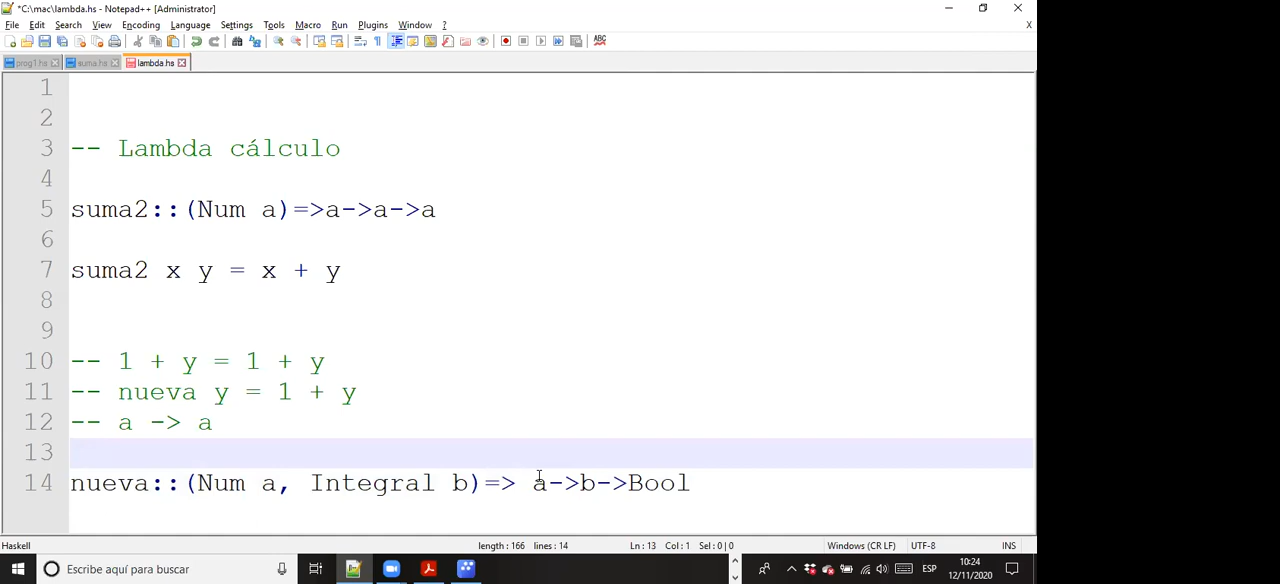 *C:\mac\lambda.hs - Notepad++ [Administrator]
File Edit Search View Encoding Language Settings Tools Macro Run Plugins Window ?
X
prog1.hs suma.hs lambda.hs
1
2
3 -- Lambda cálculo
4
5 suma2::(Num a)=>a->a->a
6
7 suma2 x y = x + y
8
9
10 -- 1 + y = 1 + y
11 -- nueva y = 1 + y
12 -- a -> a
13
14 nueva::(Num a, Integral b)=> a->b->Bool
Haskell length : 166 lines : 14 Ln : 13 Col : 1 Sel : 0 | 0 Windows (CR LF) UTF-8 INS
Escribe aquí para buscar
ESP
10:24
12/11/2020